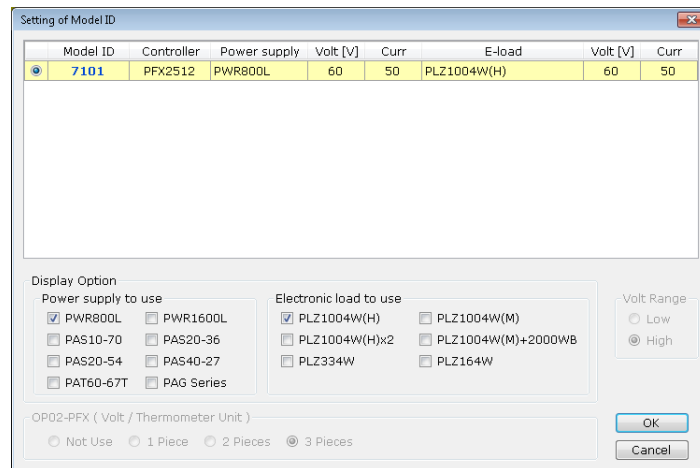 Setting of Model ID
Model ID Controller Power supply Volt [V] Curr E-load Volt [V] Curr
7101 PFX2512 PWR800L 60 50 PLZ1004W(H) 60 50
Display Option
Power supply to use
PWR800L PWR1600L
PAS10-70 PAS20-36
PAS20-54 PAS40-27
PAT60-67T PAG Series
Electronic load to use
PLZ1004W(H) PLZ1004W(M)
PLZ1004W(H)x2 PLZ1004W(M)+2000WB
PLZ334W PLZ164W
Volt Range
Low
High
OP02-PFX ( Volt / Thermometer Unit )
Not Use 1 Piece 2 Pieces 3 Pieces
OK
Cancel